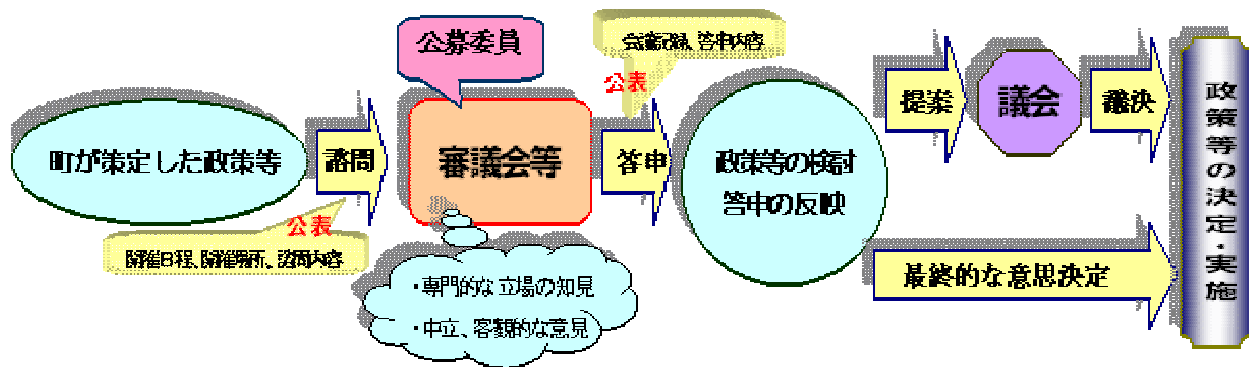 公募委員
会議記録、答申内容
公表
町が策定した政策等
諮問
審議会等
答申
政策等の検討
答申の反映
提案
議会
議決
政策等の決定・実施
公表
開催日程、開催場所、諮問内容
・専門的な立場の知見
・中立、客観的な意見
最終的な意思決定